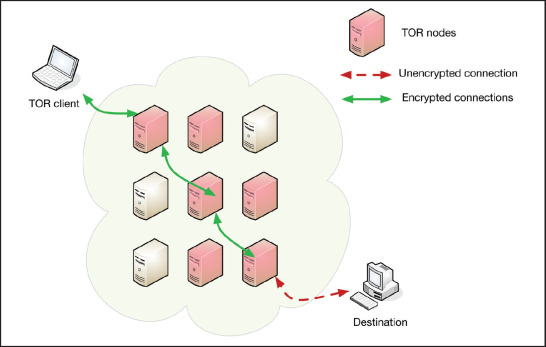 TOR nodes
Unencrypted connection
TOR client
Encrypted connections
Destination